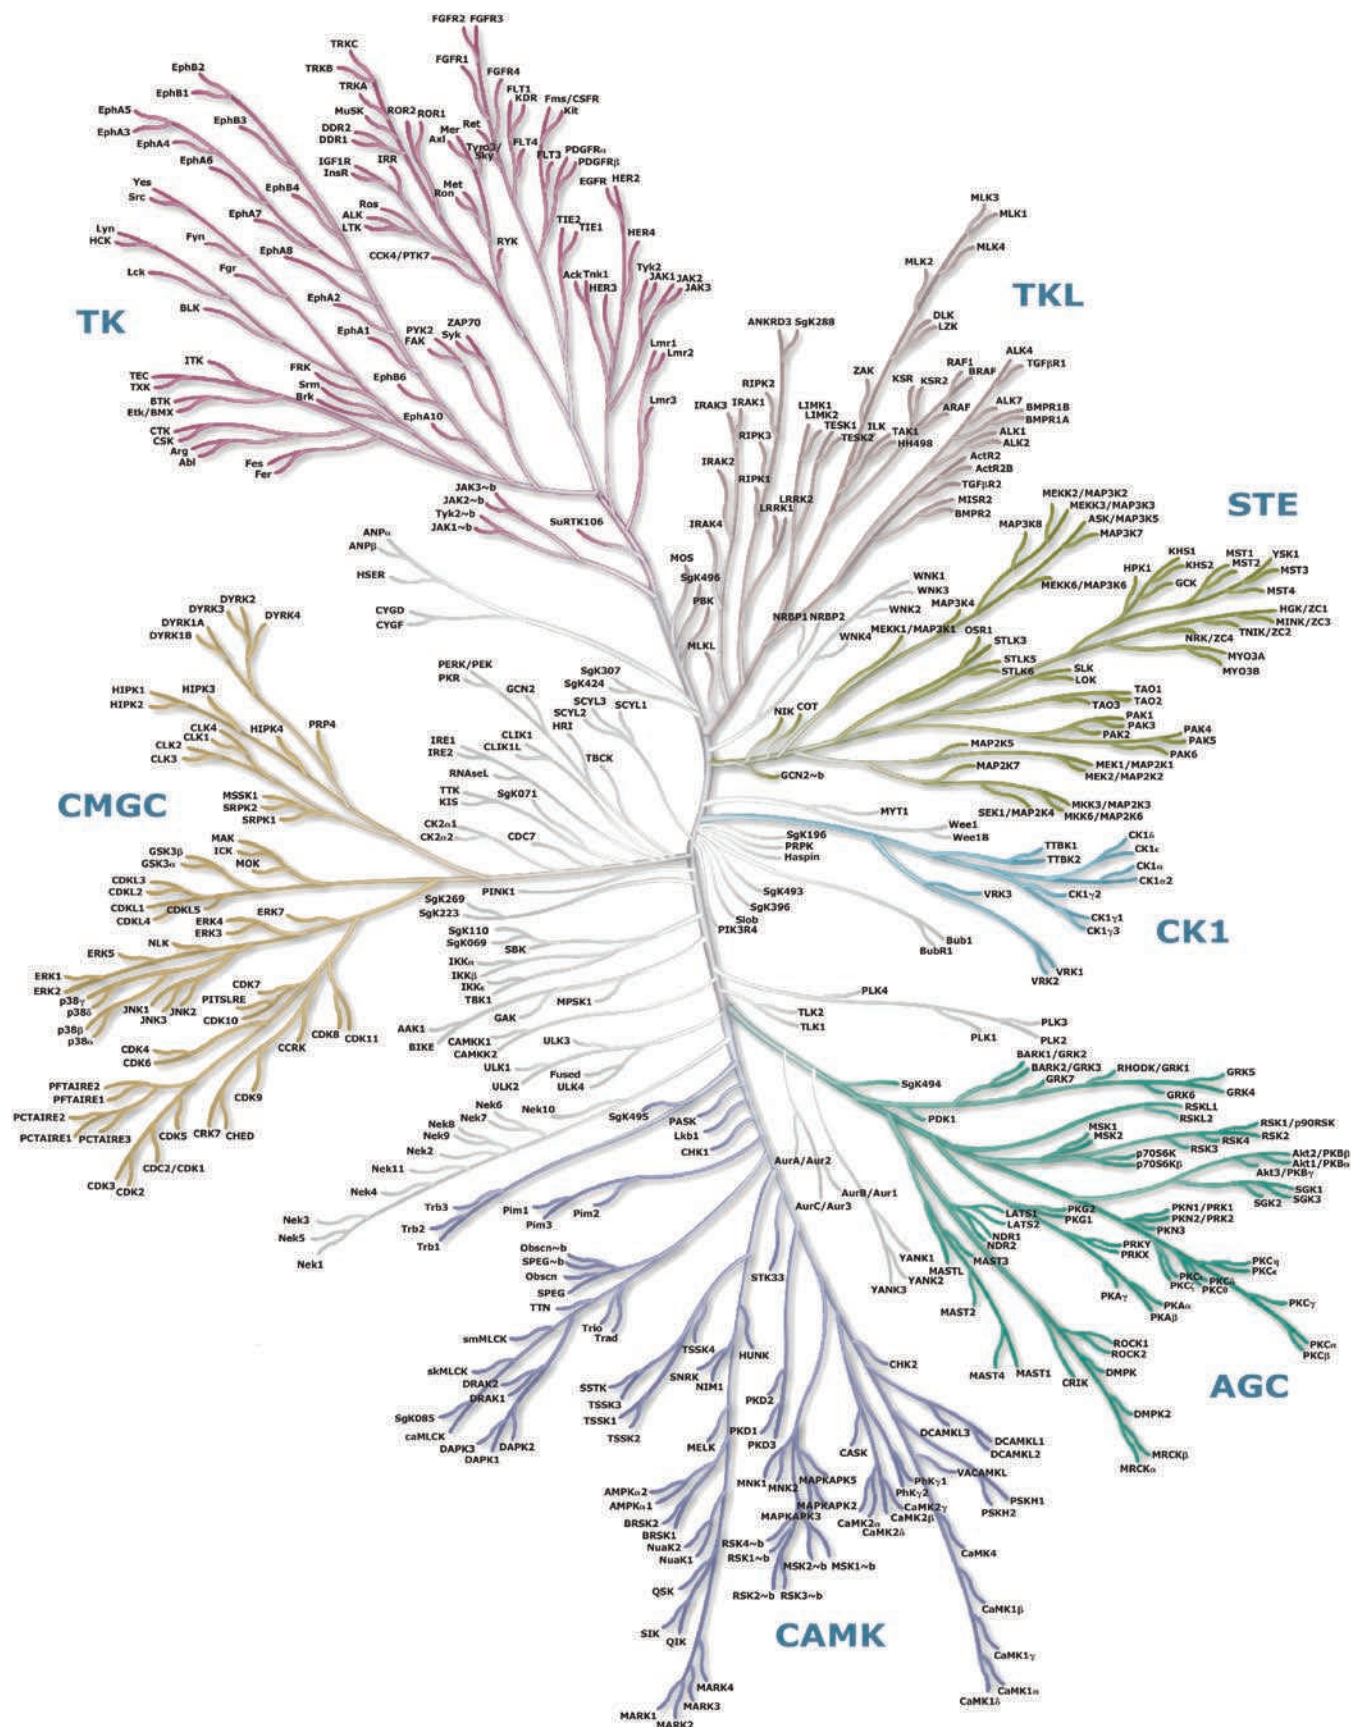 FGFR2 FGFR3
TRKC
TRKB
FGFR1
FGFR4
EphB2
EphB1
TRKA
FLT1
KDR
Fms/CSFR
Kit
EphA5
EphA3
EphA4
EphB3
MuSK
ROR2
ROR1
DDR2
DDR1
Mer
Axl
Ret
Tyro3/
Sky
FLT4
FLT3
PDGFRα
PDGFRβ
EphA6
IGF1R
InsR
IRR
Met
Ron
EGFR
HER2
Yes
Src
EphB4
EphA7
Ros
ALK
LTK
TIE2
TIE1
Lyn
HCK
Fyn
EphA8
RYK
HER4
CCK4/PTK7
Lck
Fgr
Ack
Tnk1
HER3
Tyk2
JAK1
JAK2
JAK3
BLK
EphA2
TK
EphA1
PYK2
FAK
ZAP70
Syk
Lmr1
Lmr2
Lmr3
ITK
TEC
TXK
FRK
Srm
Brk
EphB6
BTK
Etk/BMX
EphA10
CTK
CSK
Arg
Abl
Fes
Fer
JAK3~b
JAK2~b
Tyk2~b
JAK1~b
SuRTK106
MLK3
MLK1
MLK4
MLK2
TKL
DLK
LZK
ANKRD3 SgK288
ALK4
TGFβR1
ZAK
KSR
KSR2
RAF1
BRAF
ARAF
RIPK2
IRAK3
IRAK1
LIMK1
LIMK2
TESK1
TESK2
ILK
TAK1
HH498
ALK7
BMPR1B
BMPR1A
ALK1
ALK2
RIPK3
IRAK2
RIPK1
LRRK2
LRRK1
ActR2
ActR2B
TGFβR2
MISR2
BMPR2
IRAK4
MOS
SgK496
PBK
MLKL
NRBP1 NRBP2
WNK1
WNK3
WNK2
WNK4
MEKK2/MAP3K2
MEKK3/MAP3K3
ASK/MAP3K5
MAP3K7
MAP3K8
STE
MEKK6/MAP3K6
MAP3K4
MEKK1/MAP3K1
OSR1
STLK3
STLK5
STLK6
KHS1
KHS2
HPK1
GCK
MST1
MST2
YSK1
MST3
MST4
HGK/ZC1
MINK/ZC3
TNIK/ZC2
NRK/ZC4
MYO3A
MYO3B
SLK
LOK
TAO1
TAO2
TAO3
NIK
COT
PAK1
PAK3
PAK2
PAK4
PAK5
PAK6
MAP2K5
MAP2K7
MEK1/MAP2K1
MEK2/MAP2K2
GCN2~b
SEK1/MAP2K4
MKK3/MAP2K3
MKK6/MAP2K6
ANPα
ANPβ
HSER
CYGD
CYGF
DYRK2
DYRK3
DYRK4
DYRK1A
DYRK1B
PERK/PEK
PKR
GCN2
SgK307
SgK424
SCYL3
SCYL2
SCYL1
HRI
HIPK1
HIPK2
HIPK3
HIPK4
PRP4
CLK4
CLK1
CLK2
CLK3
IRE1
IRE2
CLIK1
CLIK1L
TBCK
RNAseL
TTK
KIS
SgK071
CK2α1
CK2α2
CDC7
CMGC
MSSK1
SRPK2
SRPK1
MAK
ICK
MOK
GSK3β
GSK3α
CDKL3
CDKL2
CDKL1
CDKL4
CDKL5
PINK1
SgK269
SgK223
ERK7
ERK4
ERK3
NLK
ERK5
ERK1
ERK2
p38γ
p38δ
p38β
p38α
JNK1
JNK3
JNK2
CDK7
PITSLRE
CDK10
CDK8
CDK11
CCRK
CDK4
CDK6
PFTAIRE2
PFTAIRE1
PCTAIRE2
PCTAIRE1
PCTAIRE3
CDK9
CDK5
CRK7
CHED
CDC2/CDK1
CDK3
CDK2
SgK110
SgK069
SBK
IKKα
IKKβ
IKKε
TBK1
MPSK1
GAK
AAK1
BIKE
CAMKK1
CAMKK2
ULK3
ULK1
ULK2
Fused
ULK4
Nek6
Nek7
Nek10
Nek8
Nek9
Nek2
Nek11
Nek4
Nek3
Nek5
Nek1
MYT1
Wee1
Wee1B
SgK196
PRPK
Haspin
TTBK1
TTBK2
CK1δ
CK1ε
CK1α
CK1α2
CK1γ2
CK1γ1
CK1γ3
CK1
VRK3
VRK1
VRK2
SgK493
SgK396
Slob
PIK3R4
Bub1
BubR1
PLK4
TLK2
TLK1
PLK3
PLK1
PLK2
SgK494
PDK1
BARK1/GRK2
BARK2/GRK3
GRK7
RHODK/GRK1
GRK5
GRK6
GRK4
RSKL1
RSKL2
MSK1
MSK2
RSK1/p90RSK
RSK4
RSK2
RSK3
p70S6K
p70S6Kβ
Akt2/PKBβ
Akt1/PKBα
Akt3/PKBγ
SGK1
SGK3
SGK2
SgK495
PASK
Lkb1
CHK1
AurA/Aur2
AurB/Aur1
AurC/Aur3
LATS1
LATS2
NDR1
NDR2
PKG2
PKG1
PKN1/PRK1
PKN2/PRK2
PKN3
PRKY
PRKX
MAST3
MASTL
YANK1
YANK2
YANK3
PKCη
PKCε
PKCι
PKCζ
PKCδ
PKCθ
PKCγ
PKCα
PKCβ
PKAγ
PKAα
PKAβ
MAST2
MAST4
MAST1
CRIK
ROCK1
ROCK2
DMPK
DMPK2
MRCKβ
MRCKα
AGC
Trb3
Trb2
Trb1
Pim1
Pim3
Pim2
Obscn~b
SPEG~b
Obscn
SPEG
TTN
STK33
Trio
Trad
smMLCK
skMLCK
DRAK2
DRAK1
SgK085
caMLCK
DAPK3
DAPK1
DAPK2
TSSK4
SSTK
TSSK3
TSSK1
TSSK2
SNRK
NIM1
HUNK
CHK2
PKD2
PKD1
PKD3
MELK
CASK
DCAMKL3
DCAMKL1
DCAMKL2
VACAMKL
PhKγ1
PhKγ2
PSKH1
PSKH2
AMPKα2
AMPKα1
BRSK2
BRSK1
NuaK2
NuaK1
MNK1
MNK2
MAPKAPK5
MAPKAPK2
MAPKAPK3
CaMK2γ
CaMK2β
CaMK2α
CaMK2δ
RSK4~b
RSK1~b
MSK2~b
MSK1~b
RSK2~b
RSK3~b
CaMK4
QSK
SIK
QIK
CaMK1β
CAMK
CaMK1γ
CaMK1α
CaMK1δ
MARK4
MARK3
MARK1
MARK2